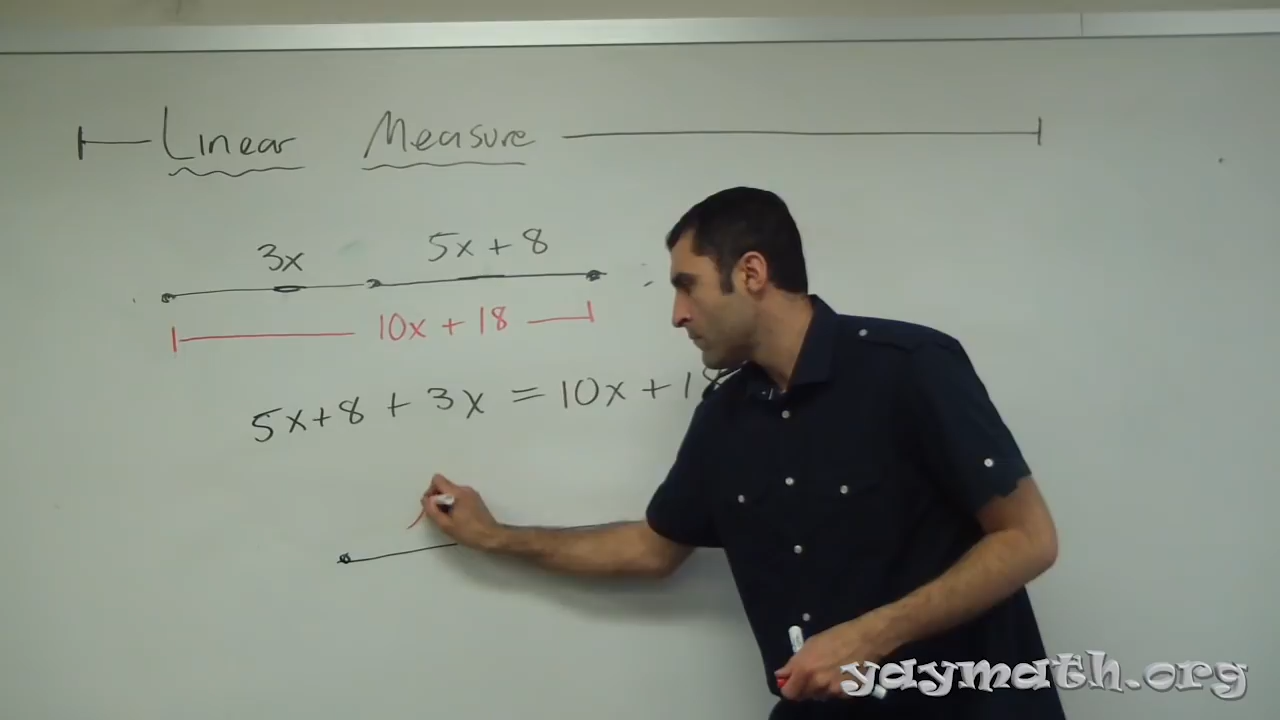 Linear Measure
3x 5x + 8
10x + 18
5x+8 + 3x = 10x + 18
yaymath.org